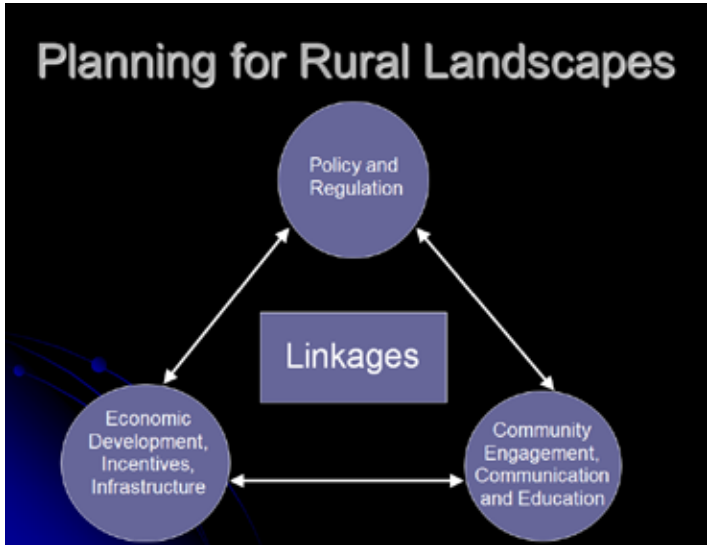 Planning for Rural Landscapes
Policy and
Regulation
Linkages
Economic
Development,
Incentives,
Infrastructure
Community
Engagement,
Communication
and Education